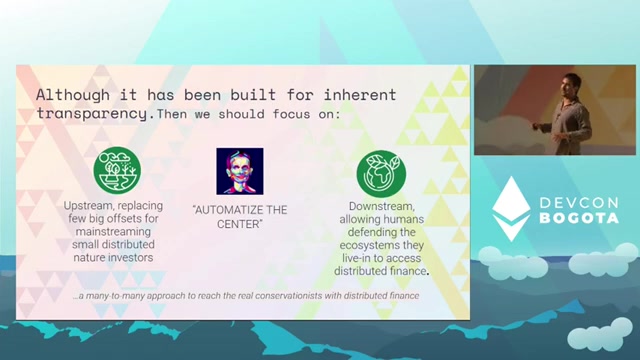 Although it has been built for inherent
transparency.Then we should focus on:
Upstream, replacing
few big offsets for
mainstreaming
small distributed
nature investors
“AUTOMATIZE THE
CENTER”
Downstream,
allowing humans
defending the
ecosystems they
live-in to access
distributed finance.
...a many-to-many approach to reach the real conservationists with distributed finance
DEVCON
BOGOTA